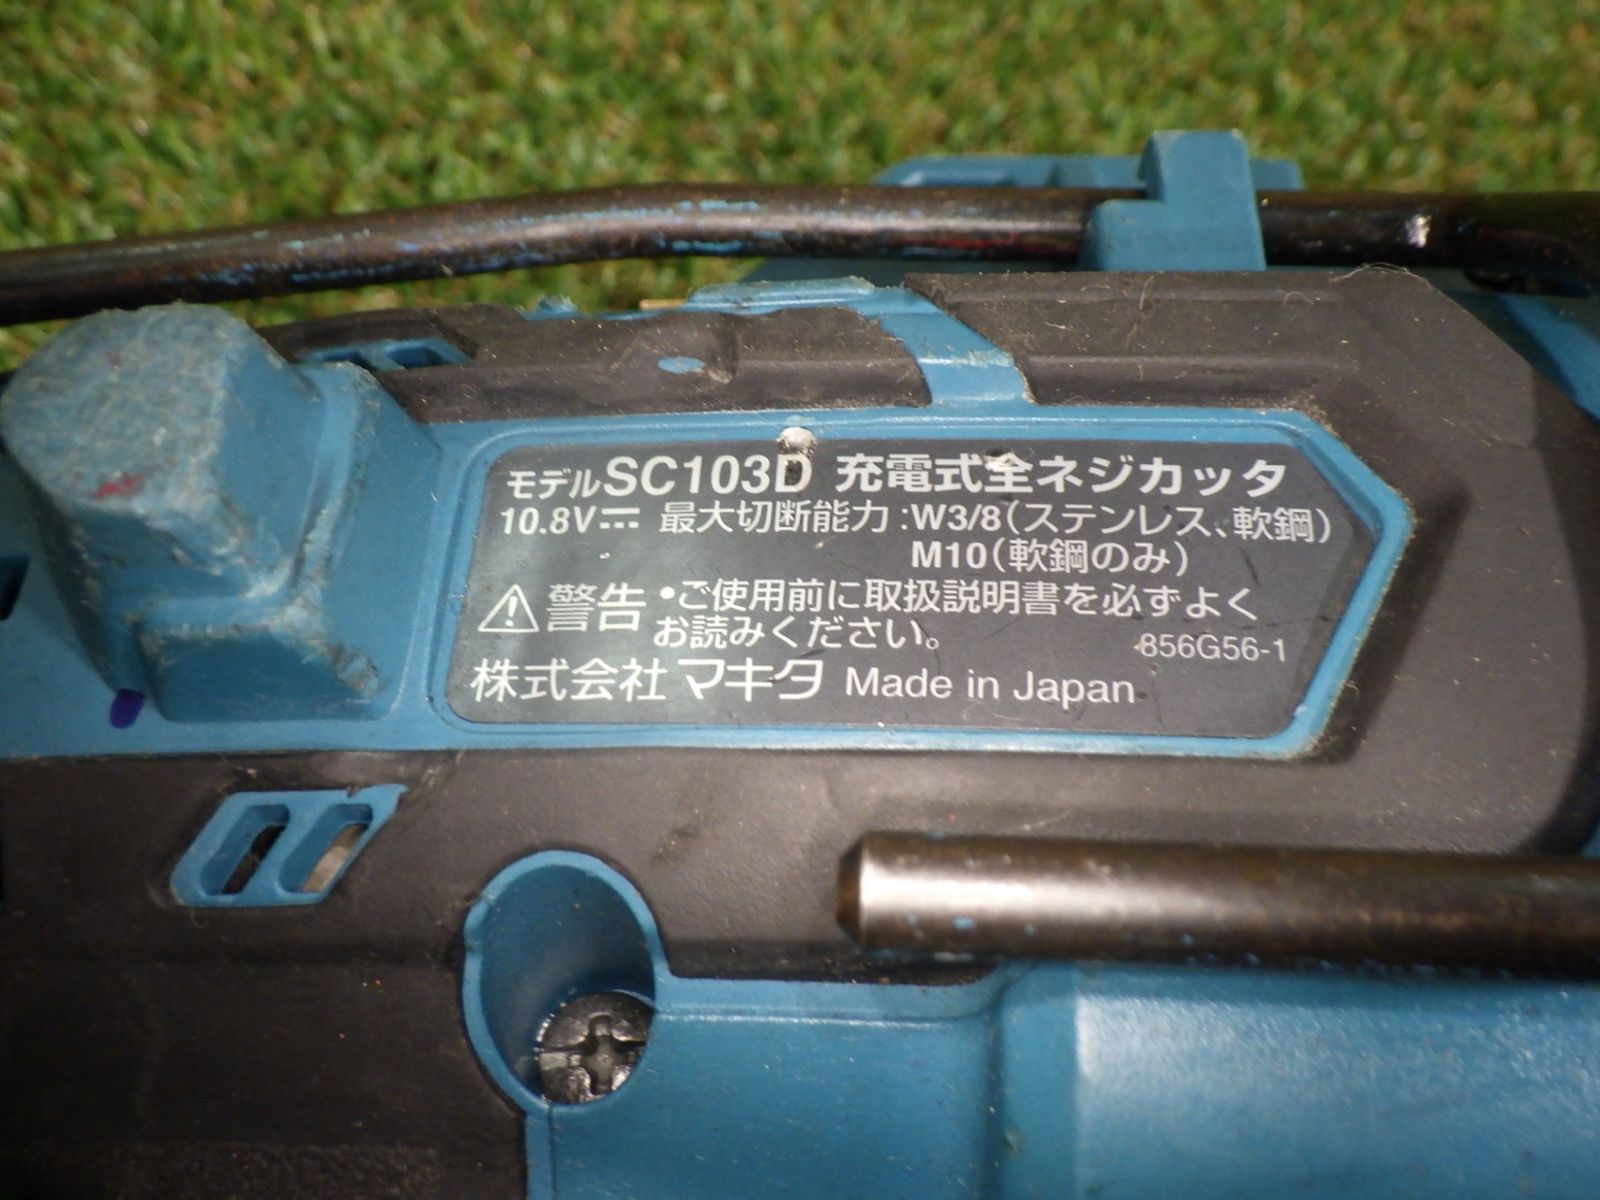 モデルSC103D 充電式全ネジカッタ
10.8V⎓ 最大切断能力:W3/8(ステンレス、軟鋼)
M10(軟鋼のみ)
⚠警告 •ご使用前に取扱説明書を必ずよく
お読みください。
856G56-1
株式会社マキタ Made in Japan